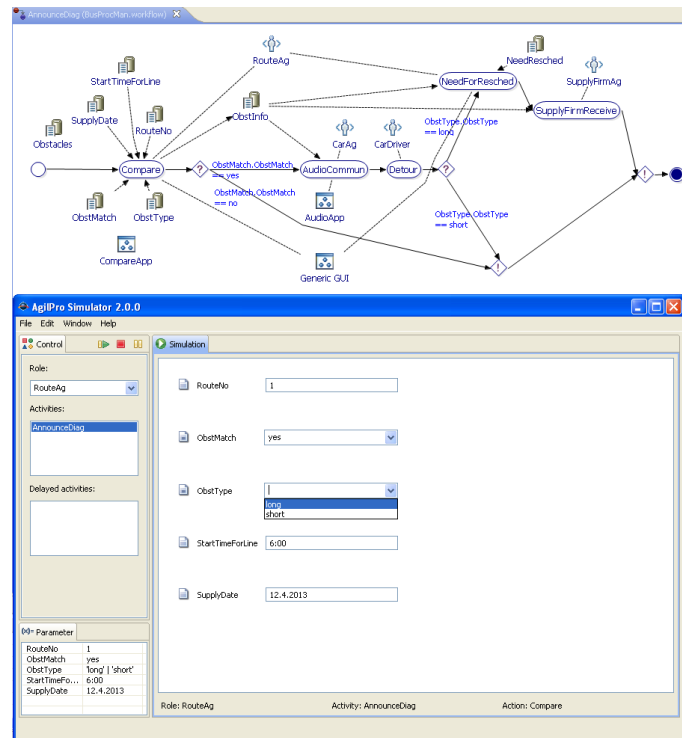 AnnounceDiag (BusProcMan.workflow)
RouteAg
NeedResched
StartTimeForLine
NeedForResched
SupplyFirmAg
SupplyDate
RouteNo
ObstInfo
SupplyFirmReceive
Obstacles
ObstType.ObstType
== long
CarAg
CarDriver
Compare
?
ObstMatch.ObstMatch
== yes
AudioCommun
Detour
?
!
ObstMatch.ObstMatch
== no
ObstMatch
ObstType
AudioApp
ObstType.ObstType
== short
CompareApp
!
Generic GUI
AgilPro Simulator 2.0.0
File Edit Window Help
Control
Simulation
Role:
RouteAg
Activities:
AnnounceDiag
Delayed activities:
RouteNo 1
ObstMatch yes
ObstType
long
short
StartTimeForLine 6:00
SupplyDate 12.4.2013
(x)= Parameter
RouteNo 1
ObstMatch yes
ObstType 'long' | 'short'
StartTimeFo... 6:00
SupplyDate 12.4.2013
Role: RouteAg Activity: AnnounceDiag Action: Compare